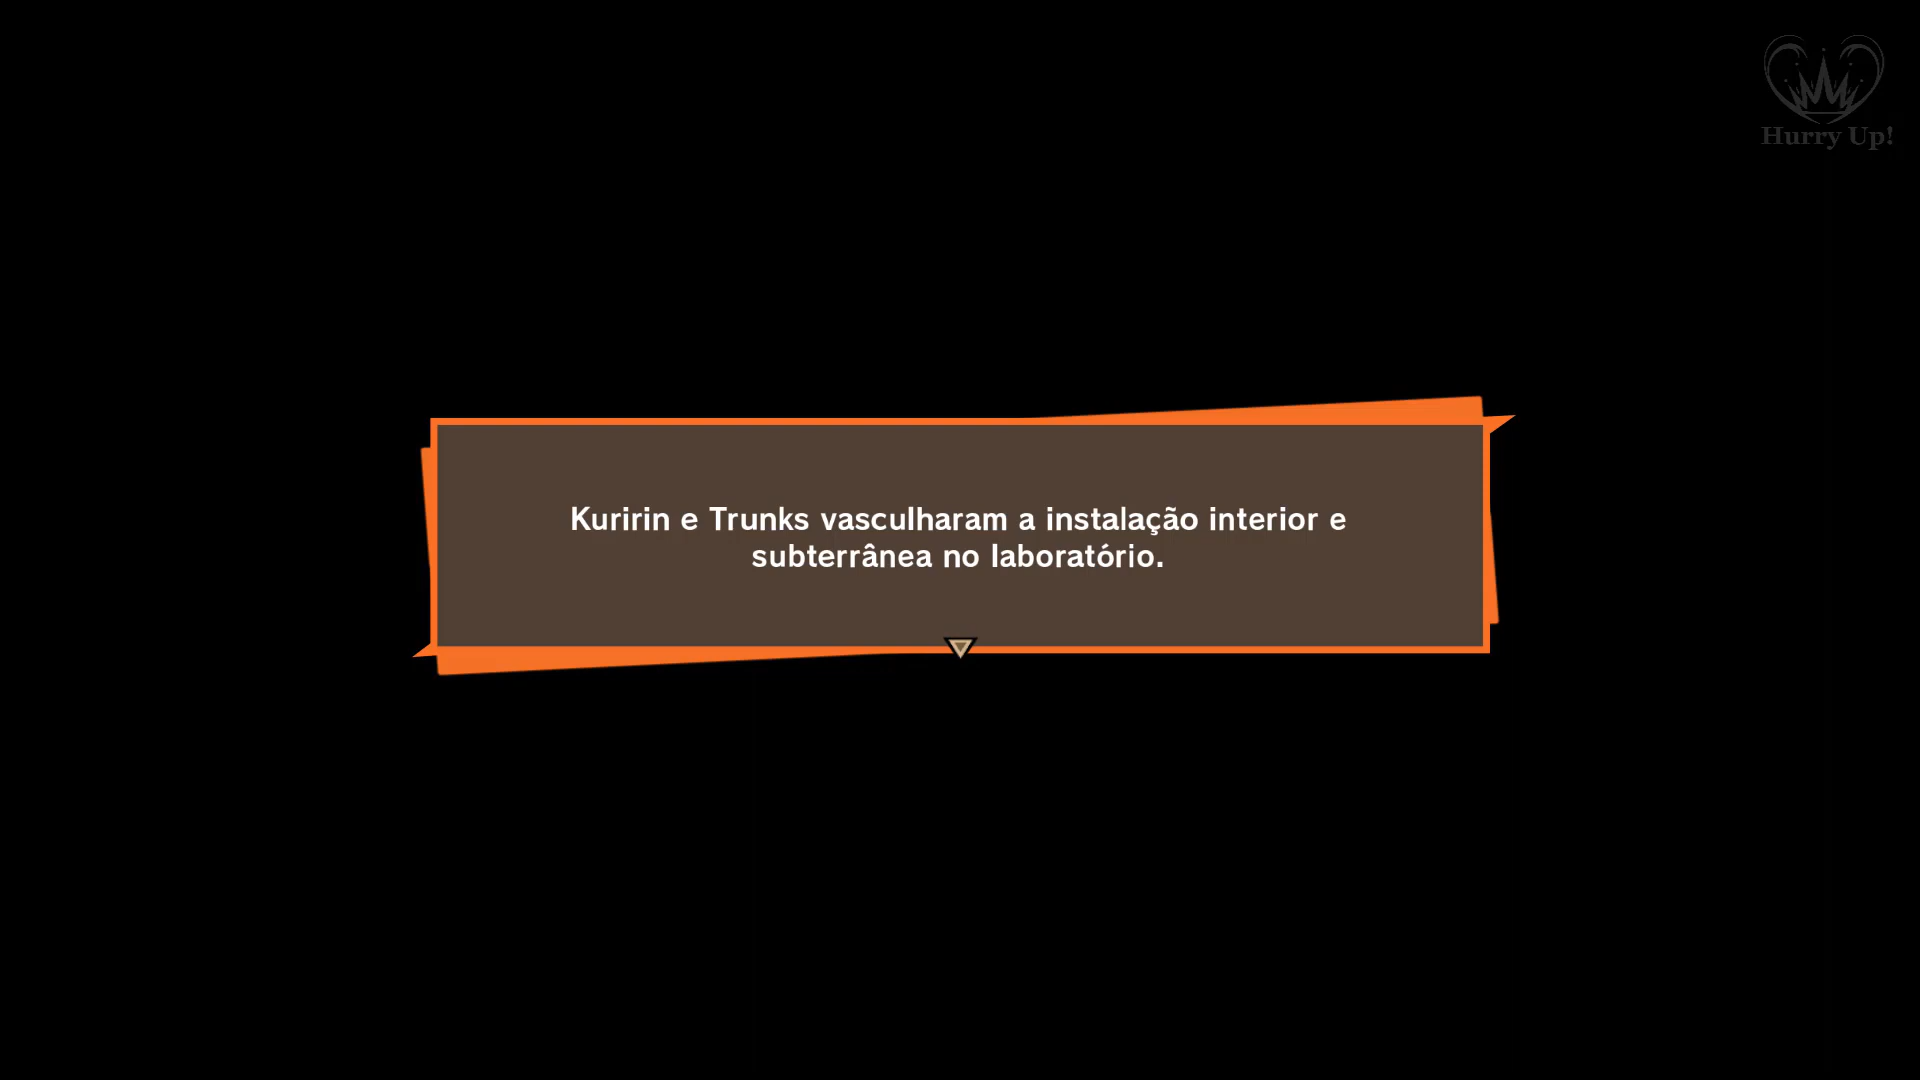 Hurry Up!
Kuririn e Trunks vasculharam a instalação interior e
subterrânea no laboratório.